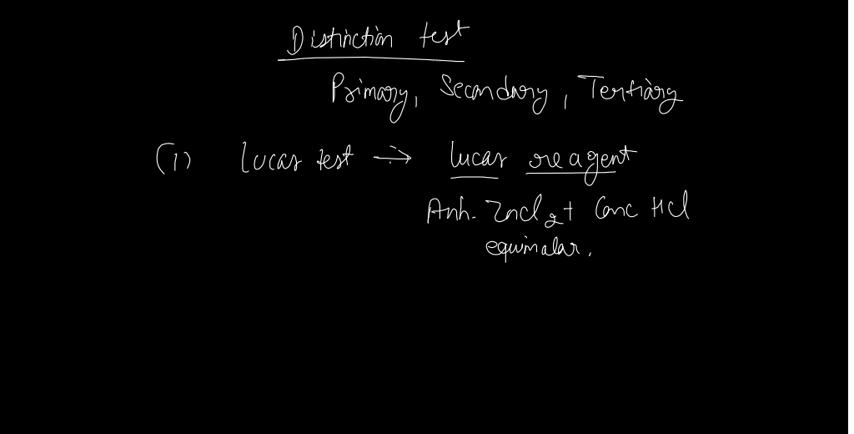 Distinction test
Primary, Secondary, Tertiary
(1) Lucas test → Lucas reagent
Anh. ZnCl2 + Conc HCl
equimolar.